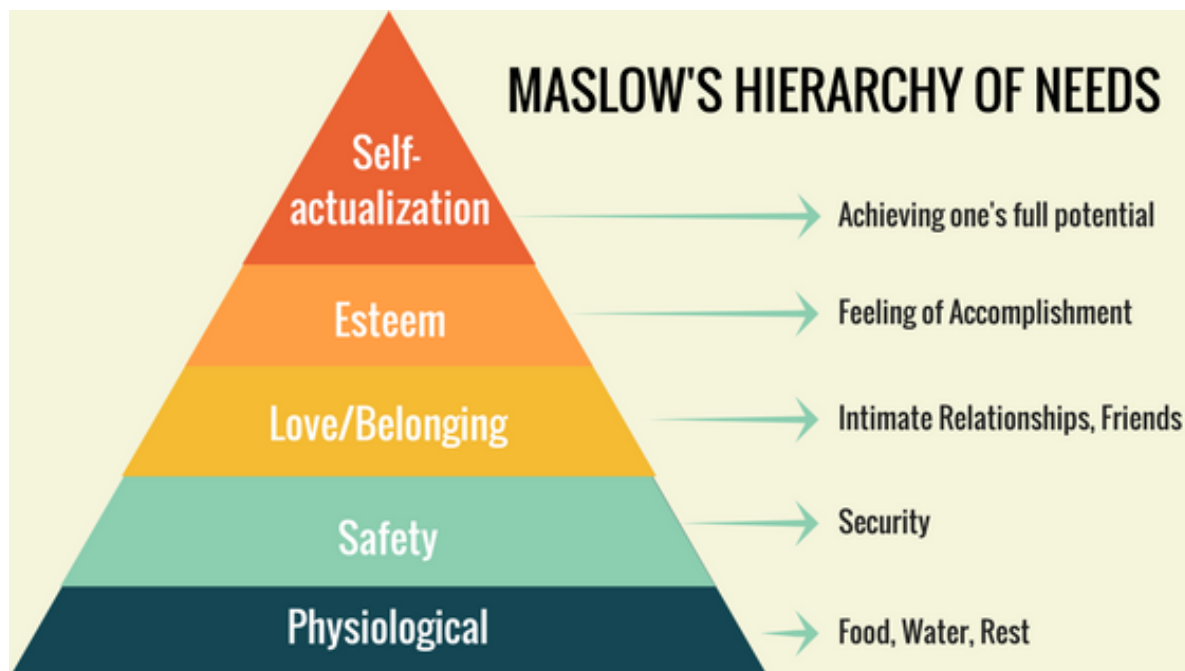 MASLOW'S HIERARCHY OF NEEDS
Self-
actualization
Achieving one's full potential
Esteem
Feeling of Accomplishment
Love/Belonging
Intimate Relationships, Friends
Safety
Security
Physiological
Food, Water, Rest